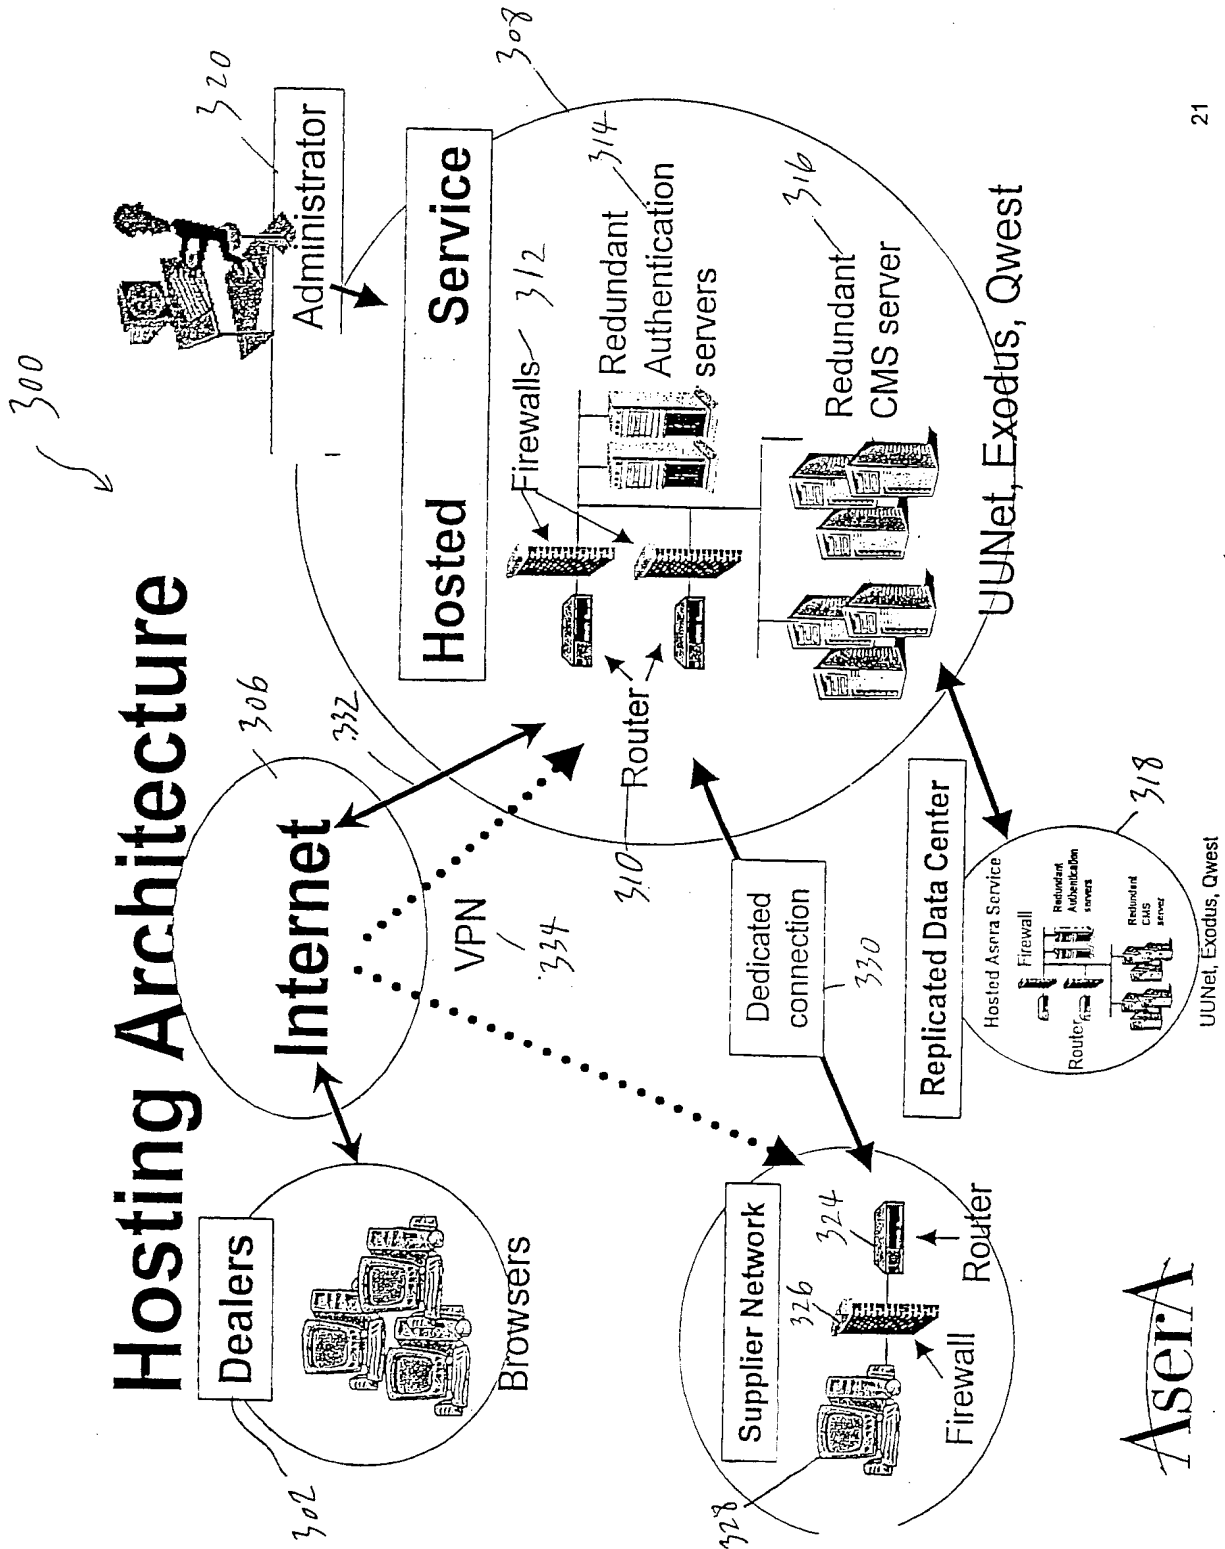 Hosting Architecture
300
Dealers
302
Browsers
Internet
306
332
VPN
334
Administrator
320
308
Hosted Service
Firewalls
312
Redundant
Authentication
servers
314
Router
310
Redundant
CMS server
316
UUNet, Exodus, Qwest
Dedicated
connection
330
Supplier Network
324
326
328
Router
Firewall
Replicated Data Center
318
Hosted Asera Service
Firewall
Redundant
Authentication
servers
Router
Redundant
CMS
server
UUNet, Exodus, Qwest
AserA
21